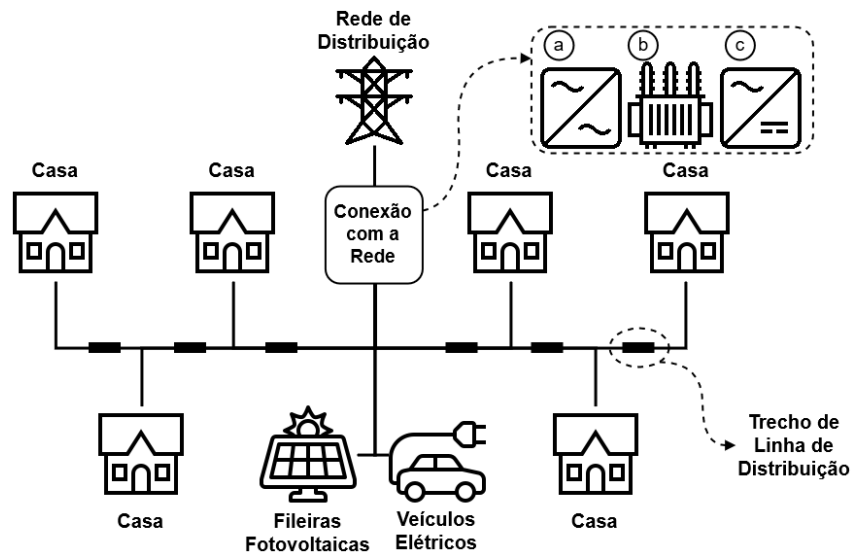 Rede de
Distribuição
a
b
c
Casa
Casa
Casa
Casa
Conexão
com a
Rede
Casa
Fileiras
Fotovoltaicas
Veículos
Elétricos
Casa
Trecho de
Linha de
Distribuição